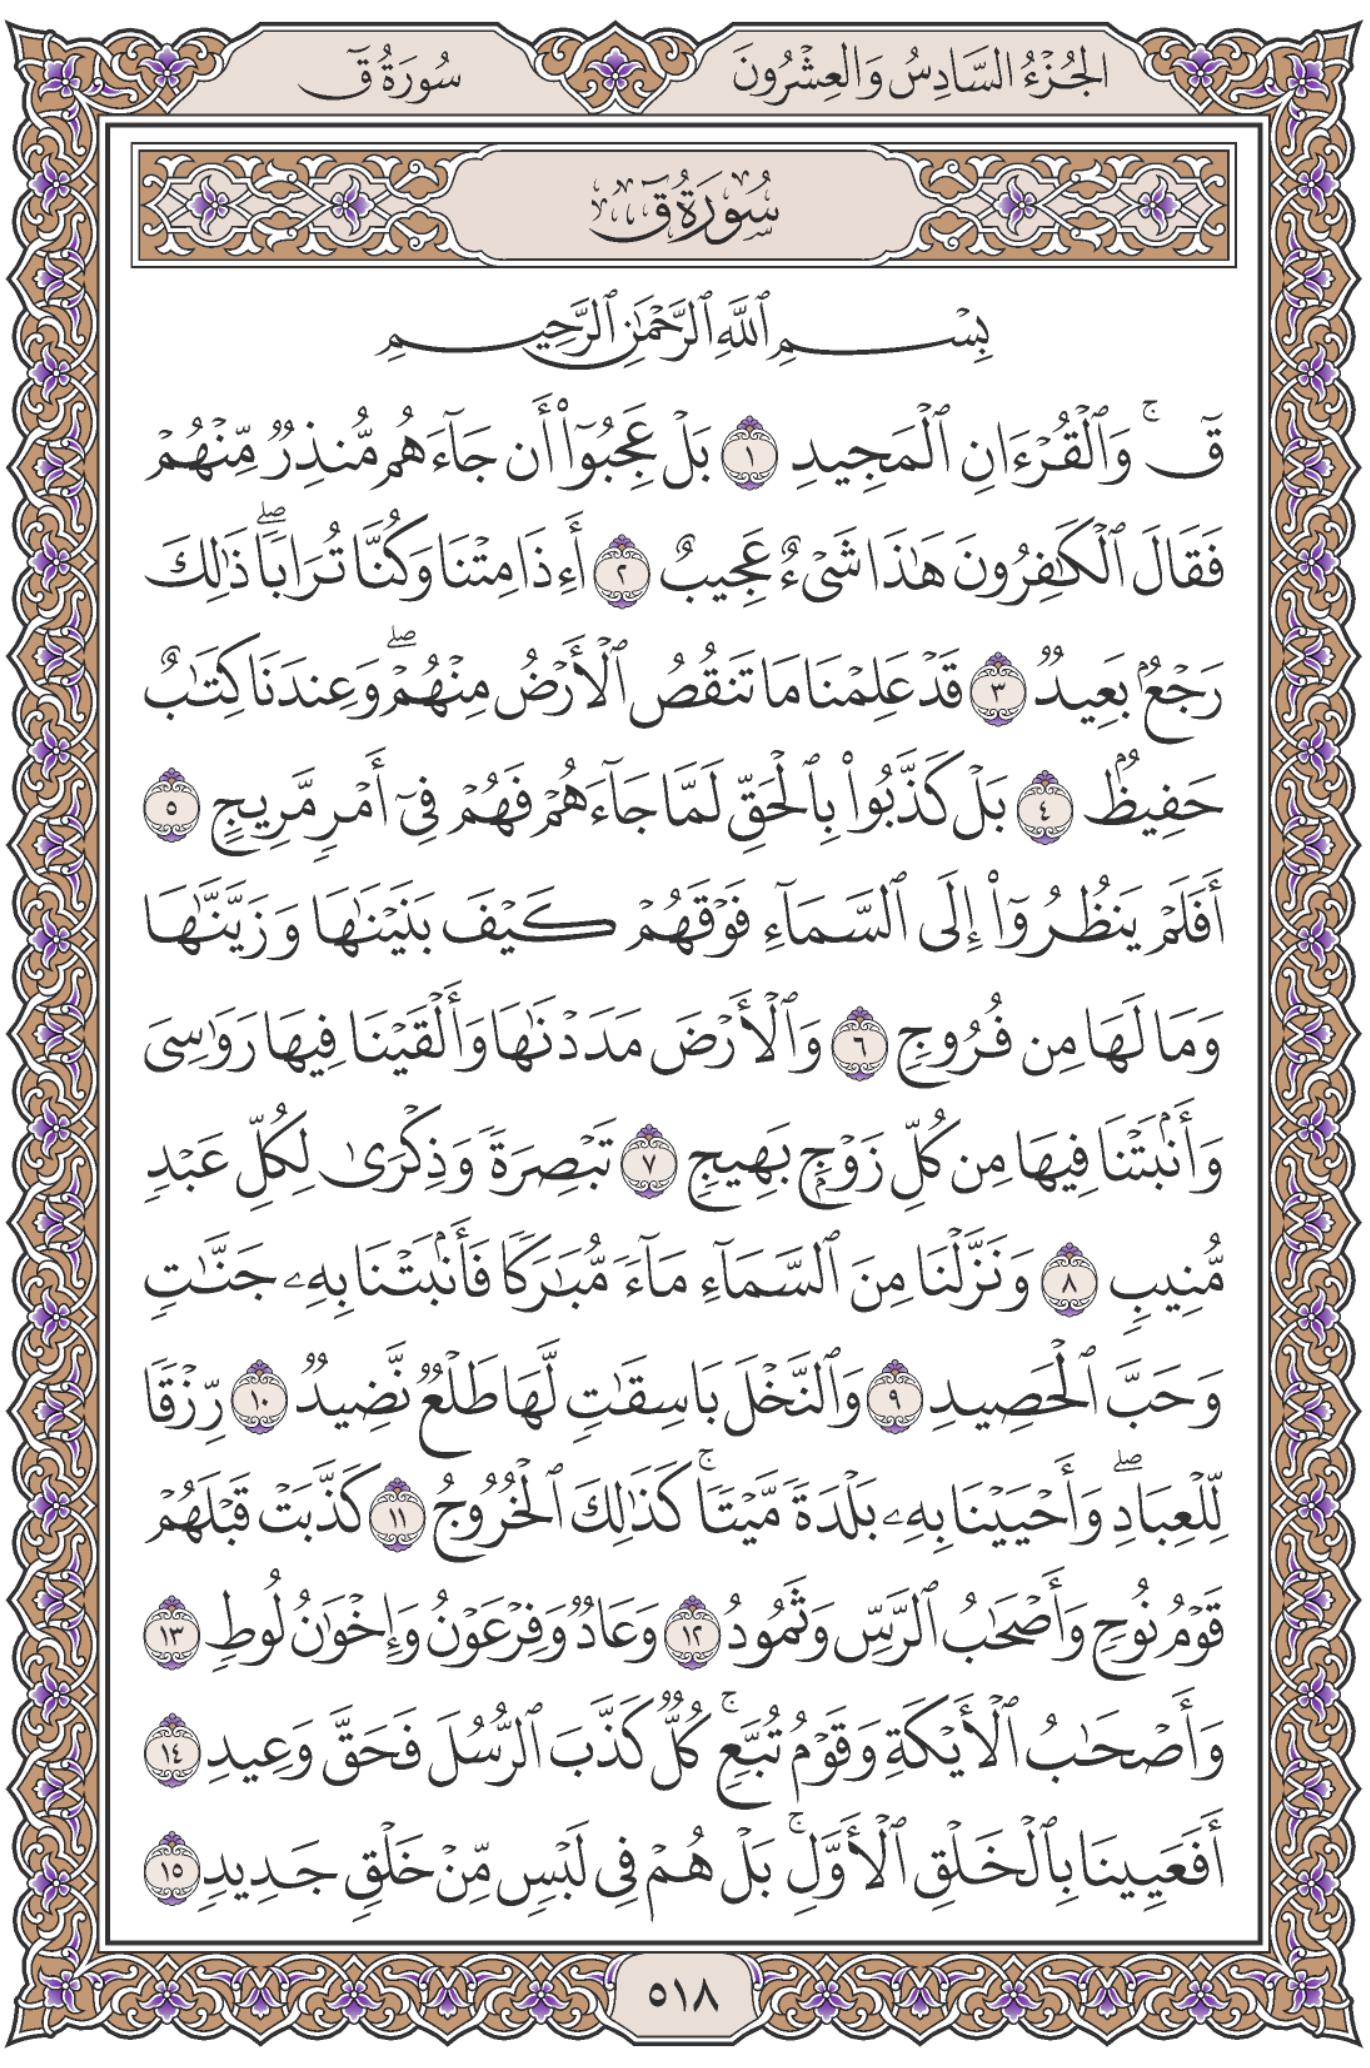 الجُزْءُ السَّادِسُ وَالعِشْرُونَ
سُورَةُ قٓ
سُورَةُ قٓ
بِسْمِ ٱللَّهِ ٱلرَّحْمَٰنِ ٱلرَّحِيمِ
قٓۚ وَٱلْقُرْءَانِ ٱلْمَجِيدِ ١ بَلْ عَجِبُوٓا۟ أَن جَآءَهُم مُّنذِرٌ مِّنْهُمْ
فَقَالَ ٱلْكَٰفِرُونَ هَٰذَا شَىْءٌ عَجِيبٌ ٢ أَءِذَا مِتْنَا وَكُنَّا تُرَابًاۖ ذَٰلِكَ
رَجْعٌۢ بَعِيدٌ ٣ قَدْ عَلِمْنَا مَا تَنقُصُ ٱلْأَرْضُ مِنْهُمْۖ وَعِندَنَا كِتَٰبٌ
حَفِيظٌۢ ٤ بَلْ كَذَّبُوا۟ بِٱلْحَقِّ لَمَّا جَآءَهُمْ فَهُمْ فِىٓ أَمْرٍ مَّرِيجٍ ٥
أَفَلَمْ يَنظُرُوٓا۟ إِلَى ٱلسَّمَآءِ فَوْقَهُمْ كَيْفَ بَنَيْنَٰهَا وَزَيَّنَّٰهَا
وَمَا لَهَا مِن فُرُوجٍ ٦ وَٱلْأَرْضَ مَدَدْنَٰهَا وَأَلْقَيْنَا فِيهَا رَوَٰسِىَ
وَأَنۢبَتْنَا فِيهَا مِن كُلِّ زَوْجٍۭ بَهِيجٍ ٧ تَبْصِرَةً وَذِكْرَىٰ لِكُلِّ عَبْدٍ
مُّنِيبٍ ٨ وَنَزَّلْنَا مِنَ ٱلسَّمَآءِ مَآءً مُّبَٰرَكًا فَأَنۢبَتْنَا بِهِۦ جَنَّٰتٍ
وَحَبَّ ٱلْحَصِيدِ ٩ وَٱلنَّخْلَ بَاسِقَٰتٍ لَّهَا طَلْعٌ نَّضِيدٌ ١٠ رِّزْقًا
لِّلْعِبَادِۖ وَأَحْيَيْنَا بِهِۦ بَلْدَةً مَّيْتًاۚ كَذَٰلِكَ ٱلْخُرُوجُ ١١ كَذَّبَتْ قَبْلَهُمْ
قَوْمُ نُوحٍ وَأَصْحَٰبُ ٱلرَّسِّ وَثَمُودُ ١٢ وَعَادٌ وَفِرْعَوْنُ وَإِخْوَٰنُ لُوطٍ ١٣
وَأَصْحَٰبُ ٱلْأَيْكَةِ وَقَوْمُ تُبَّعٍۚ كُلٌّ كَذَّبَ ٱلرُّسُلَ فَحَقَّ وَعِيدِ ١٤
أَفَعَيِينَا بِٱلْخَلْقِ ٱلْأَوَّلِۚ بَلْ هُمْ فِى لَبْسٍ مِّنْ خَلْقٍ جَدِيدٍ ١٥
٥١٨